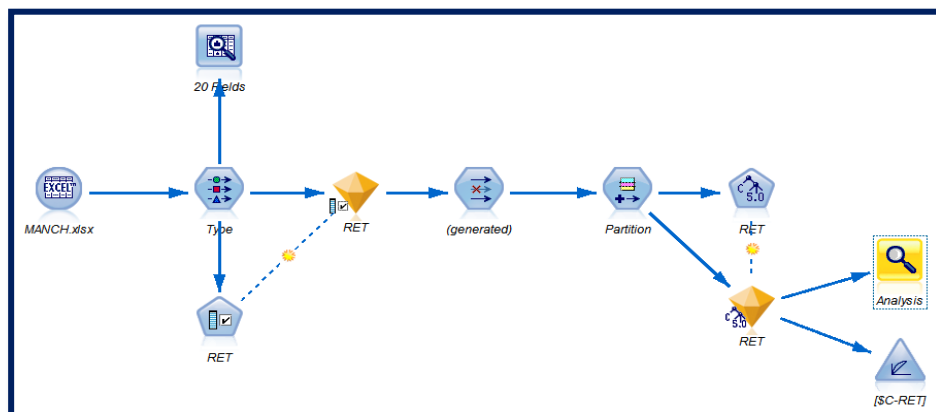 20 Fields
EXCEL
MANCH.xlsx
Type
RET
(generated)
Partition
C 5.0
RET
RET
C 5.0
RET
Analysis
[$C-RET]